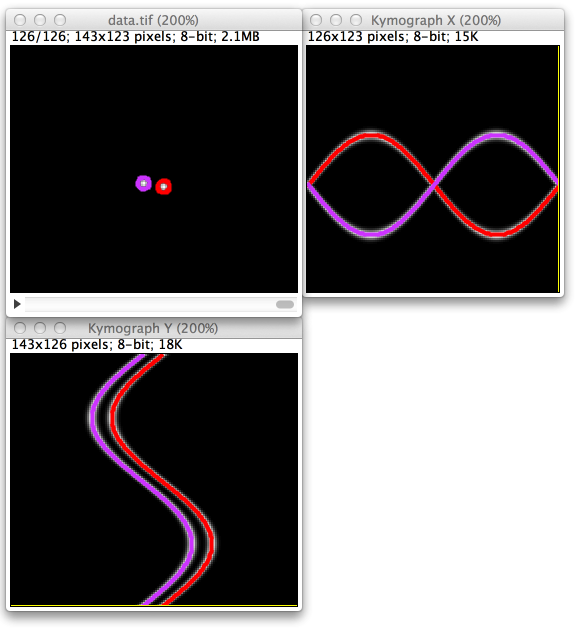 data.tif (200%)
126/126; 143x123 pixels; 8-bit; 2.1MB
Kymograph X (200%)
126x123 pixels; 8-bit; 15K
Kymograph Y (200%)
143x126 pixels; 8-bit; 18K